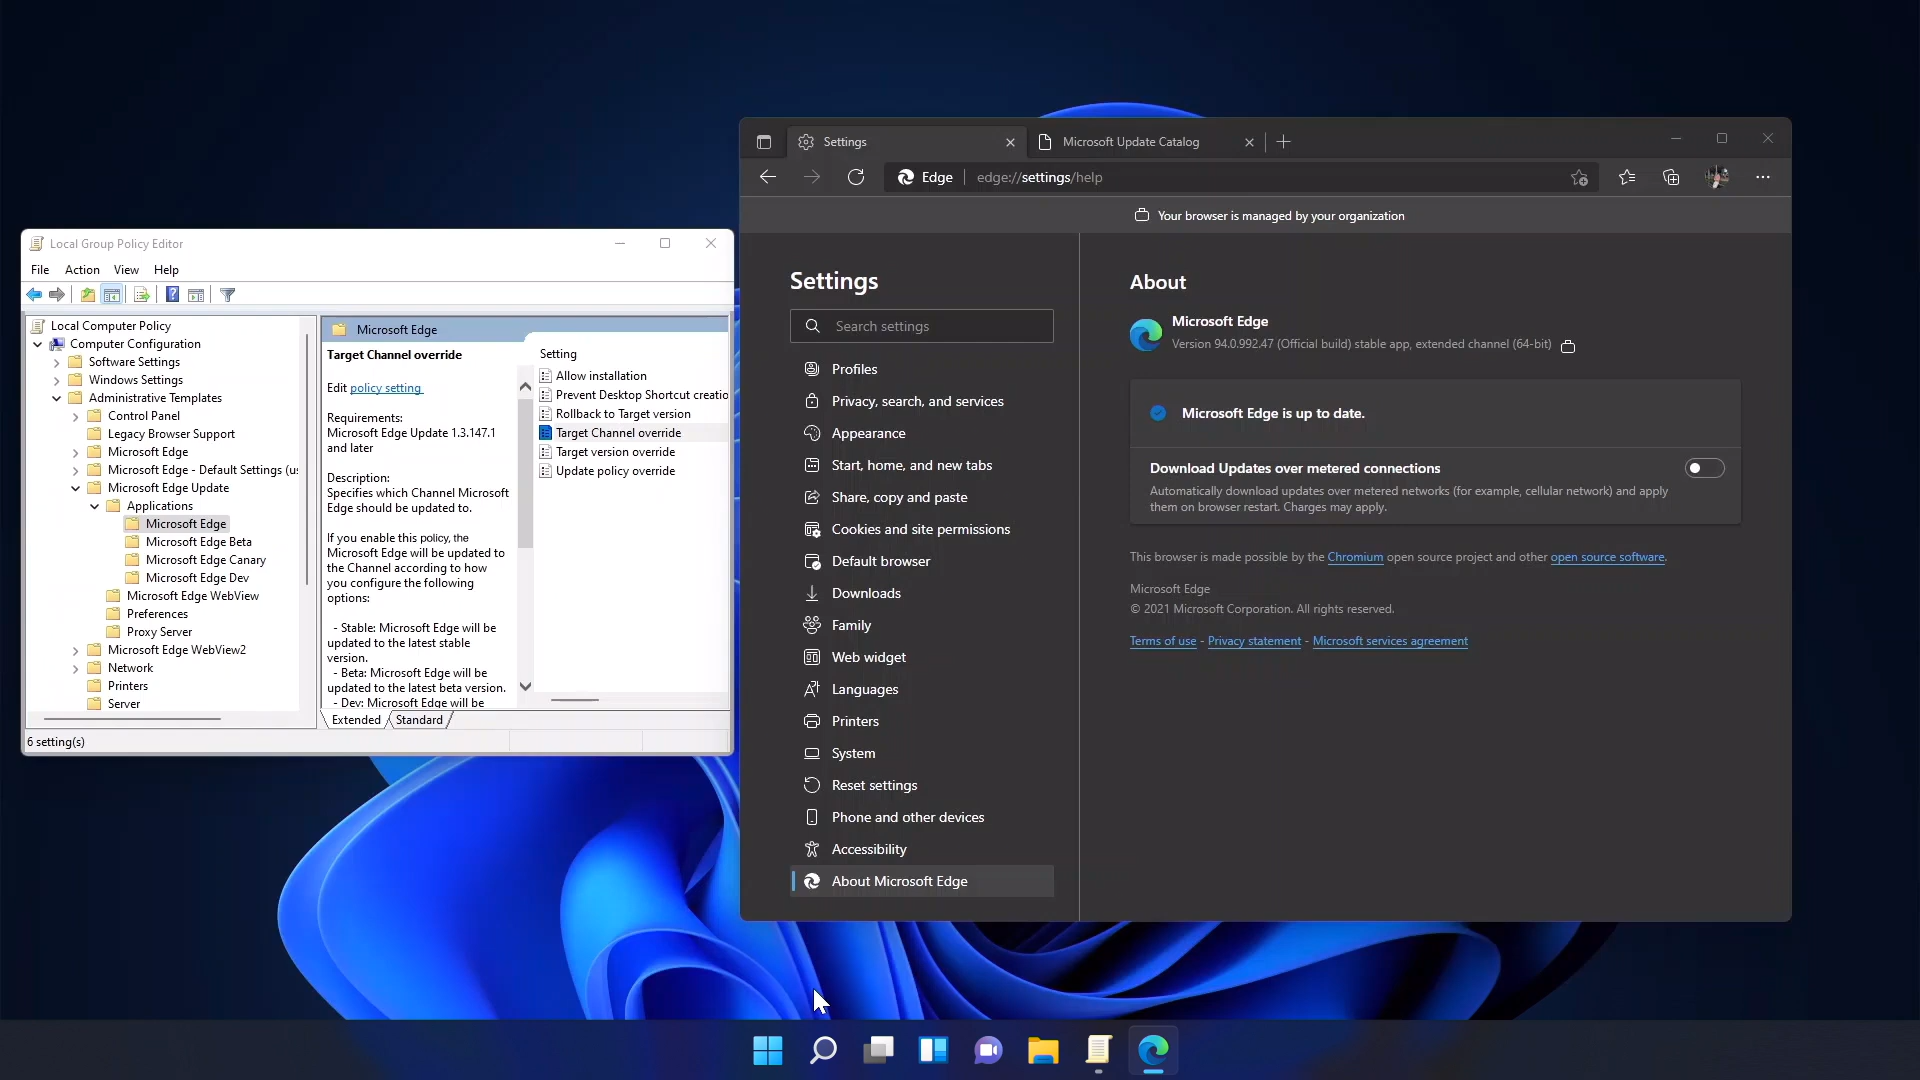 Local Group Policy Editor
File Action View Help
Local Computer Policy
Computer Configuration
Software Settings
Windows Settings
Administrative Templates
Control Panel
Legacy Browser Support
Microsoft Edge
Microsoft Edge - Default Settings (us
Microsoft Edge Update
Applications
Microsoft Edge
Microsoft Edge Beta
Microsoft Edge Canary
Microsoft Edge Dev
Microsoft Edge WebView
Preferences
Proxy Server
Microsoft Edge WebView2
Network
Printers
Server
Microsoft Edge
Target Channel override
Edit policy setting
Requirements:
Microsoft Edge Update 1.3.147.1
and later
Description:
Specifies which Channel Microsoft
Edge should be updated to.
If you enable this policy, the
Microsoft Edge will be updated to
the Channel according to how
you configure the following
options:
- Stable: Microsoft Edge will be
updated to the latest stable
version.
- Beta: Microsoft Edge will be
updated to the latest beta version.
- Dev: Microsoft Edge will be
Setting
Allow installation
Prevent Desktop Shortcut creatio
Rollback to Target version
Target Channel override
Target version override
Update policy override
Extended Standard
6 setting(s)
Settings
Microsoft Update Catalog
Edge edge://settings/help
Your browser is managed by your organization
Settings
Search settings
Profiles
Privacy, search, and services
Appearance
Start, home, and new tabs
Share, copy and paste
Cookies and site permissions
Default browser
Downloads
Family
Web widget
Languages
Printers
System
Reset settings
Phone and other devices
Accessibility
About Microsoft Edge
About
Microsoft Edge
Version 94.0.992.47 (Official build) stable app, extended channel (64-bit)
Microsoft Edge is up to date.
Download Updates over metered connections
Automatically download updates over metered networks (for example, cellular network) and apply
them on browser restart. Charges may apply.
This browser is made possible by the Chromium open source project and other open source software.
Microsoft Edge
© 2021 Microsoft Corporation. All rights reserved.
Terms of use - Privacy statement - Microsoft services agreement